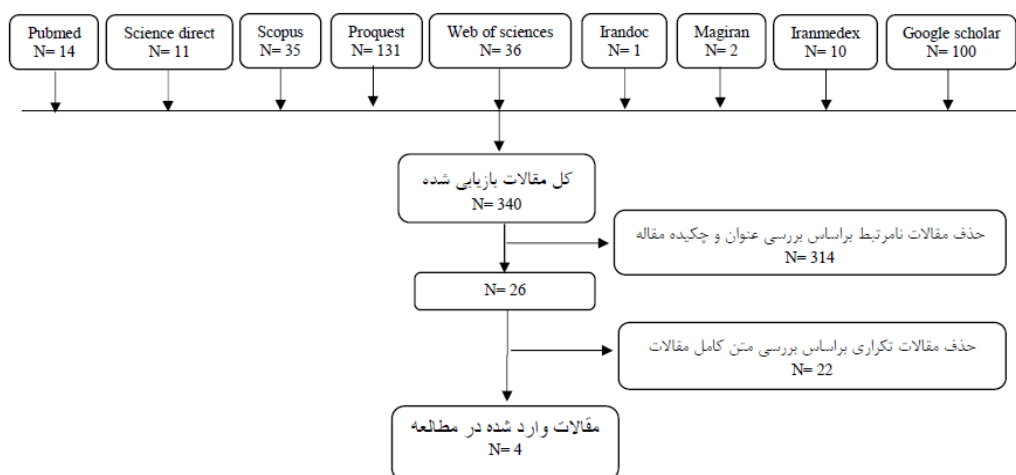 Pubmed
N= 14
Science direct
N= 11
Scopus
N= 35
Proquest
N= 131
Web of sciences
N= 36
Irandoc
N= 1
Magiran
N= 2
Iranmedex
N= 10
Google scholar
N= 100
کل مقالات بازیابی شده
N= 340
حذف مقالات نامرتبط براساس بررسی عنوان و چکیده مقاله
N= 314
N= 26
حذف مقالات تکراری براساس بررسی متن کامل مقالات
N= 22
مقالات وارد شده در مطالعه
N= 4